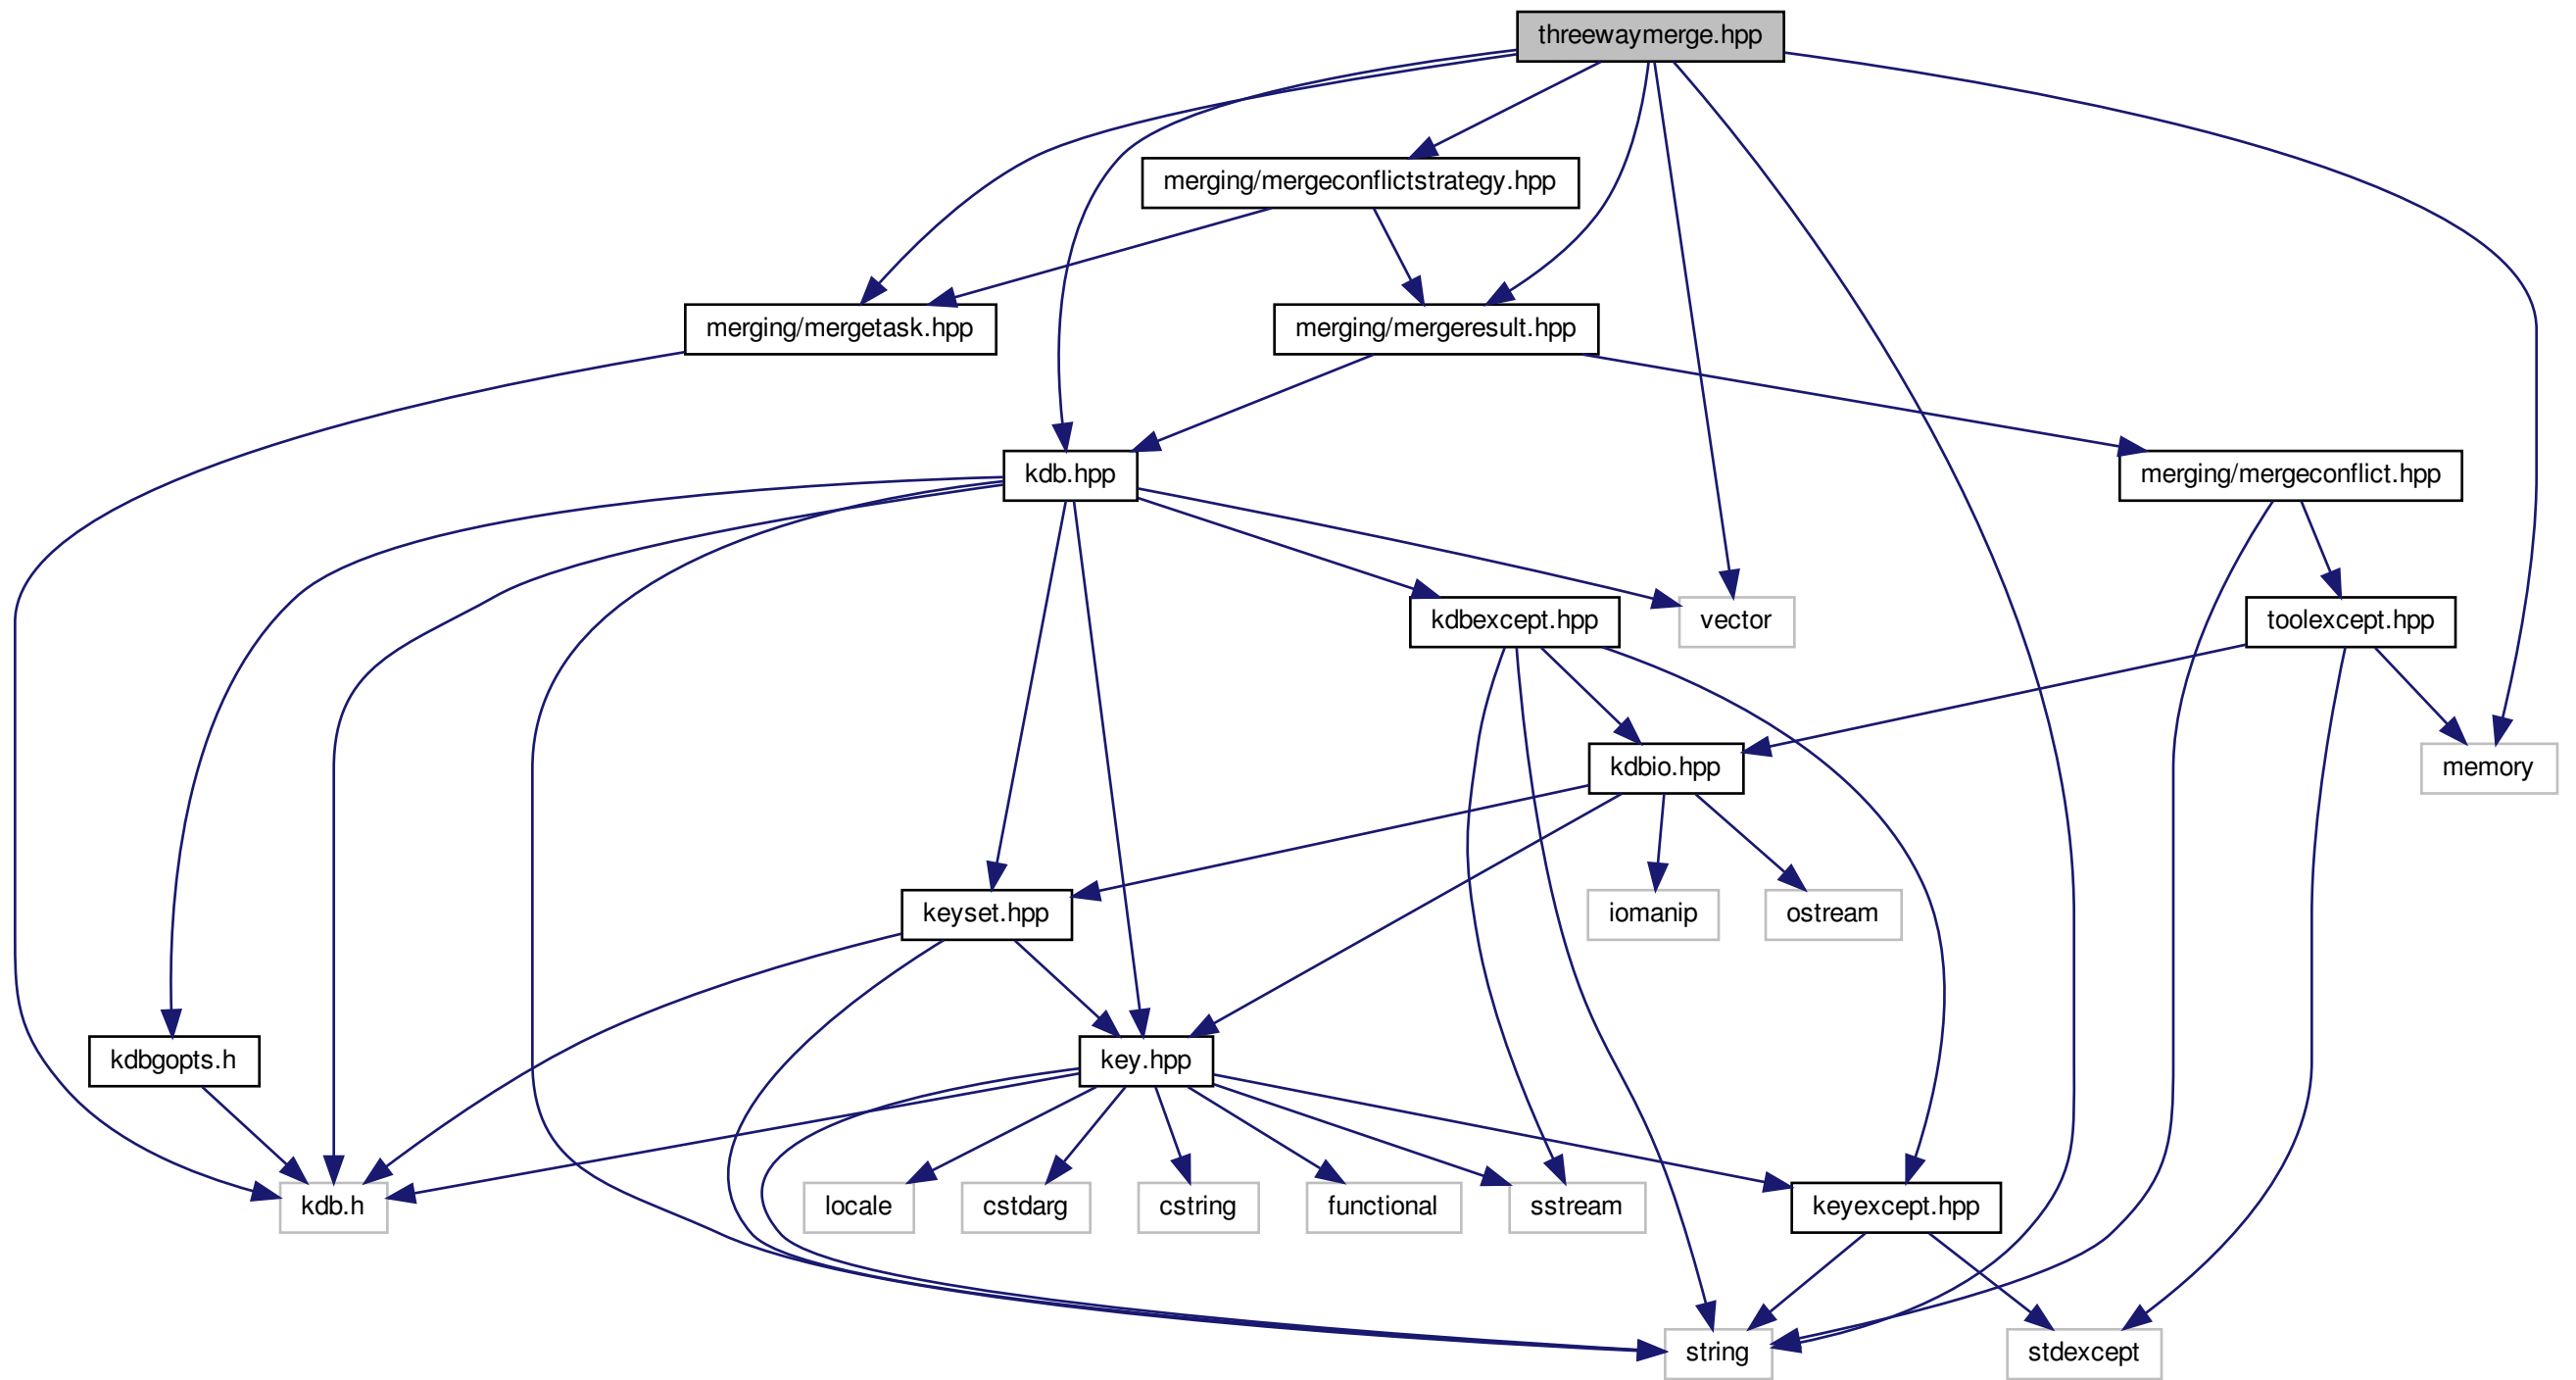 threewaymerge.hpp
merging/mergeconflictstrategy.hpp
merging/mergetask.hpp
merging/mergeresult.hpp
kdb.hpp
merging/mergeconflict.hpp
kdbexcept.hpp
vector
toolexcept.hpp
kdbio.hpp
memory
keyset.hpp
iomanip
ostream
kdbgopts.h
key.hpp
kdb.h
locale
cstdarg
cstring
functional
sstream
keyexcept.hpp
string
stdexcept